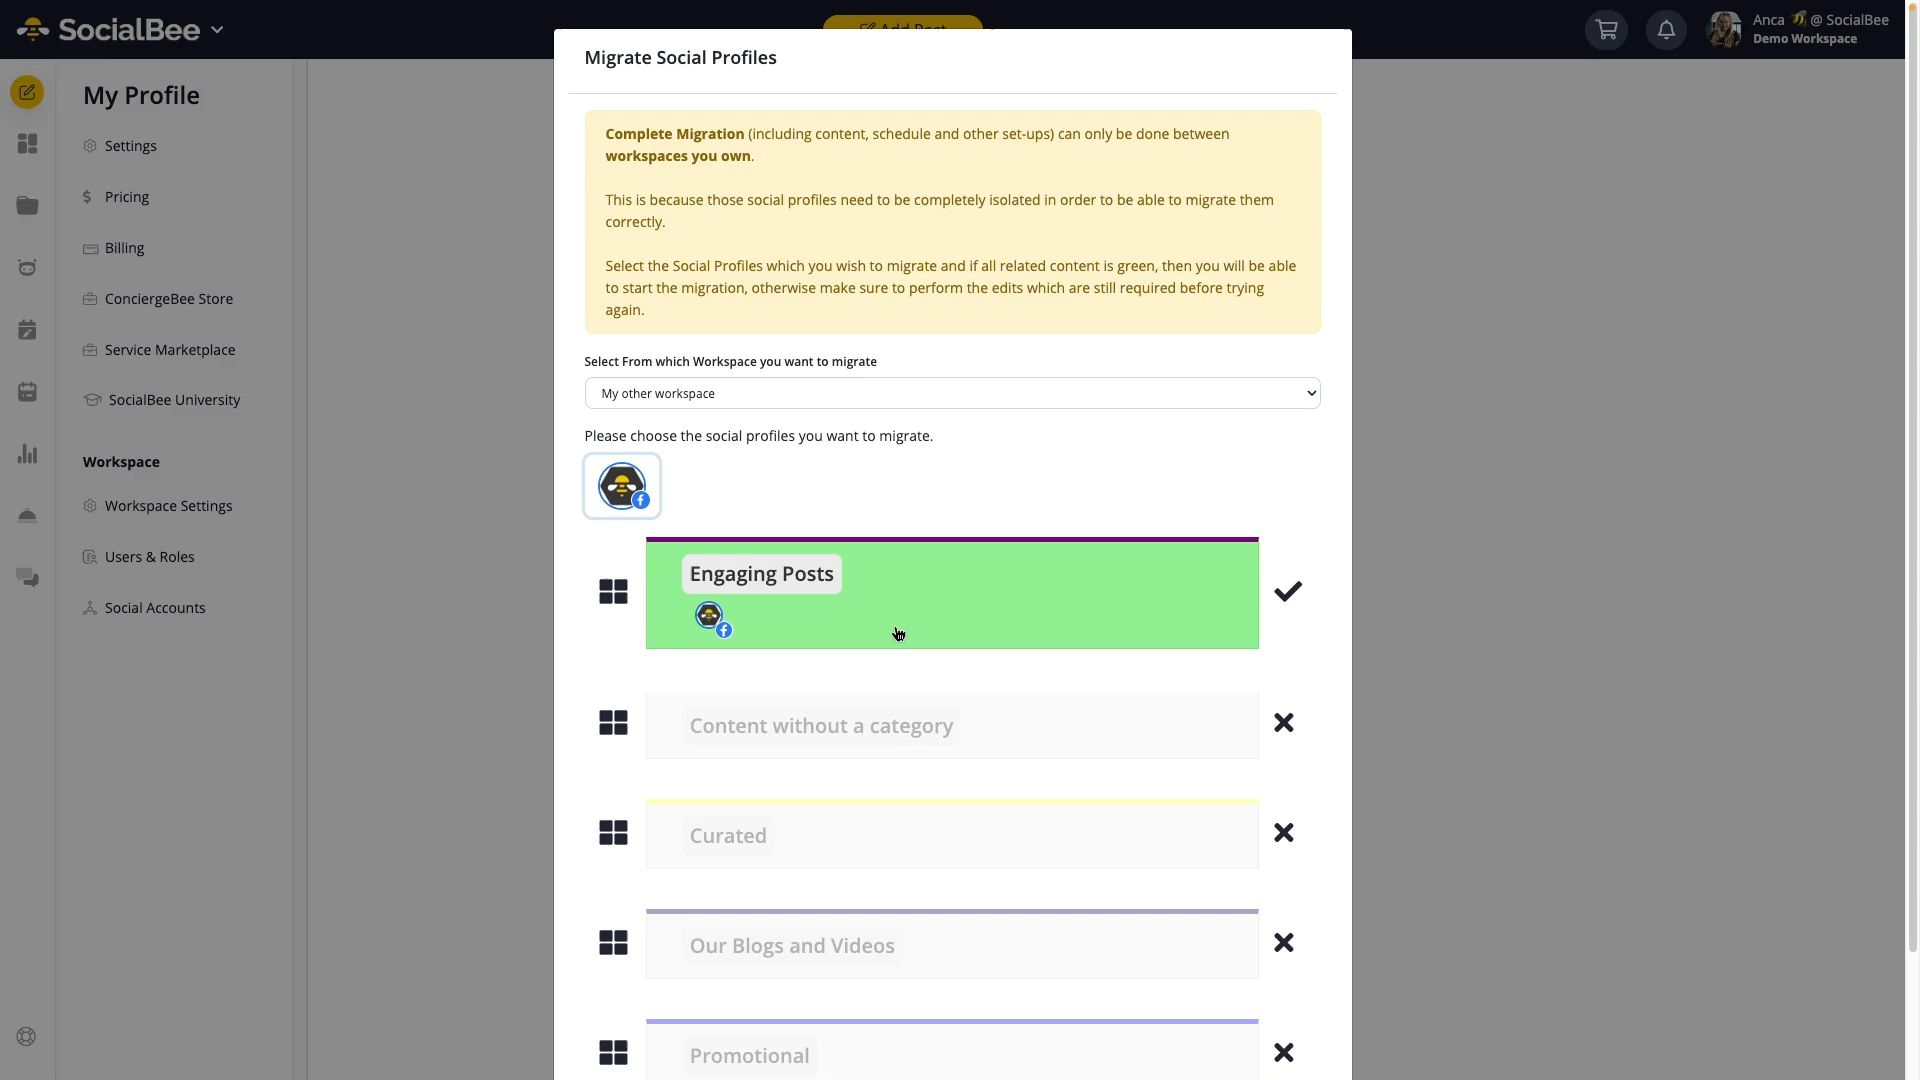 SocialBee
Add Post
Anca @ SocialBee
Demo Workspace
My Profile
Settings
Pricing
Billing
ConciergeBee Store
Service Marketplace
SocialBee University
Workspace
Workspace Settings
Users & Roles
Social Accounts
Migrate Social Profiles
Complete Migration (including content, schedule and other set-ups) can only be done between
workspaces you own.
This is because those social profiles need to be completely isolated in order to be able to migrate them
correctly.
Select the Social Profiles which you wish to migrate and if all related content is green, then you will be able
to start the migration, otherwise make sure to perform the edits which are still required before trying
again.
Select From which Workspace you want to migrate
My other workspace
Please choose the social profiles you want to migrate.
Engaging Posts
Content without a category
Curated
Our Blogs and Videos
Promotional